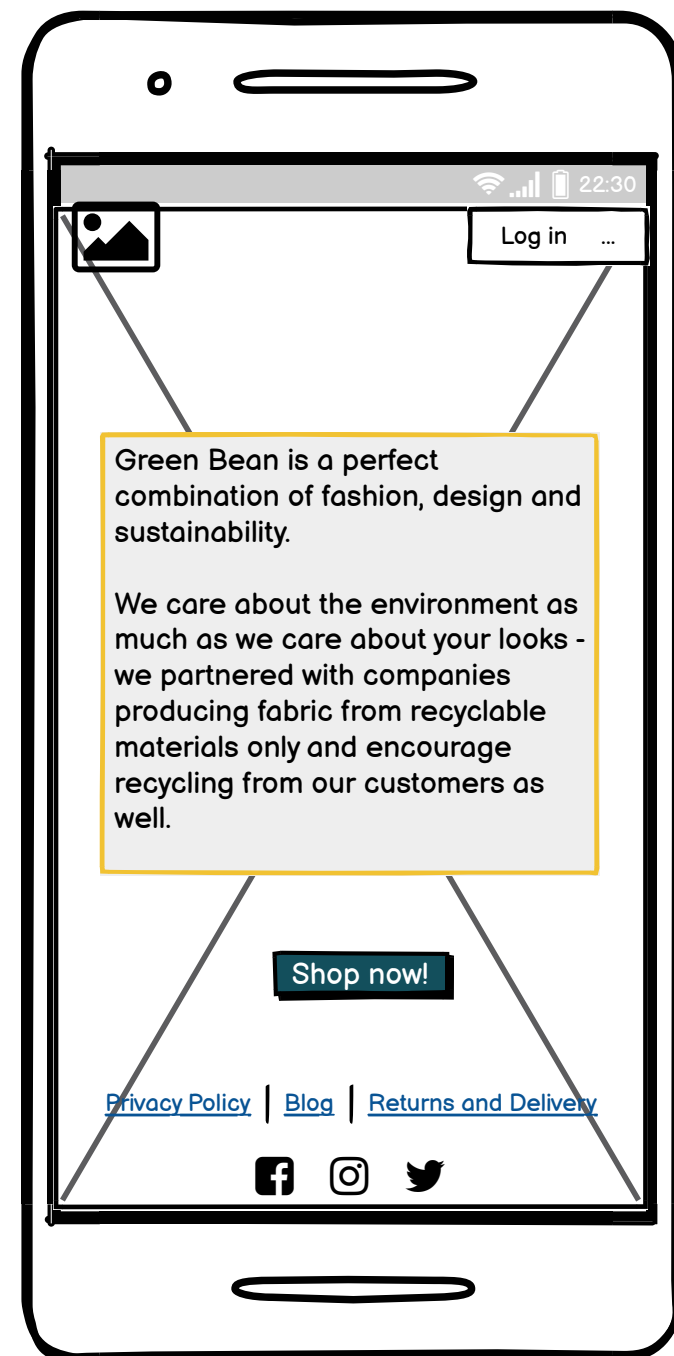 22:30
Log in ...
Green Bean is a perfect
combination of fashion, design and
sustainability.
We care about the environment as
much as we care about your looks -
we partnered with companies
producing fabric from recyclable
materials only and encourage
recycling from our customers as
well.
Shop now!
Privacy Policy | Blog | Returns and Delivery